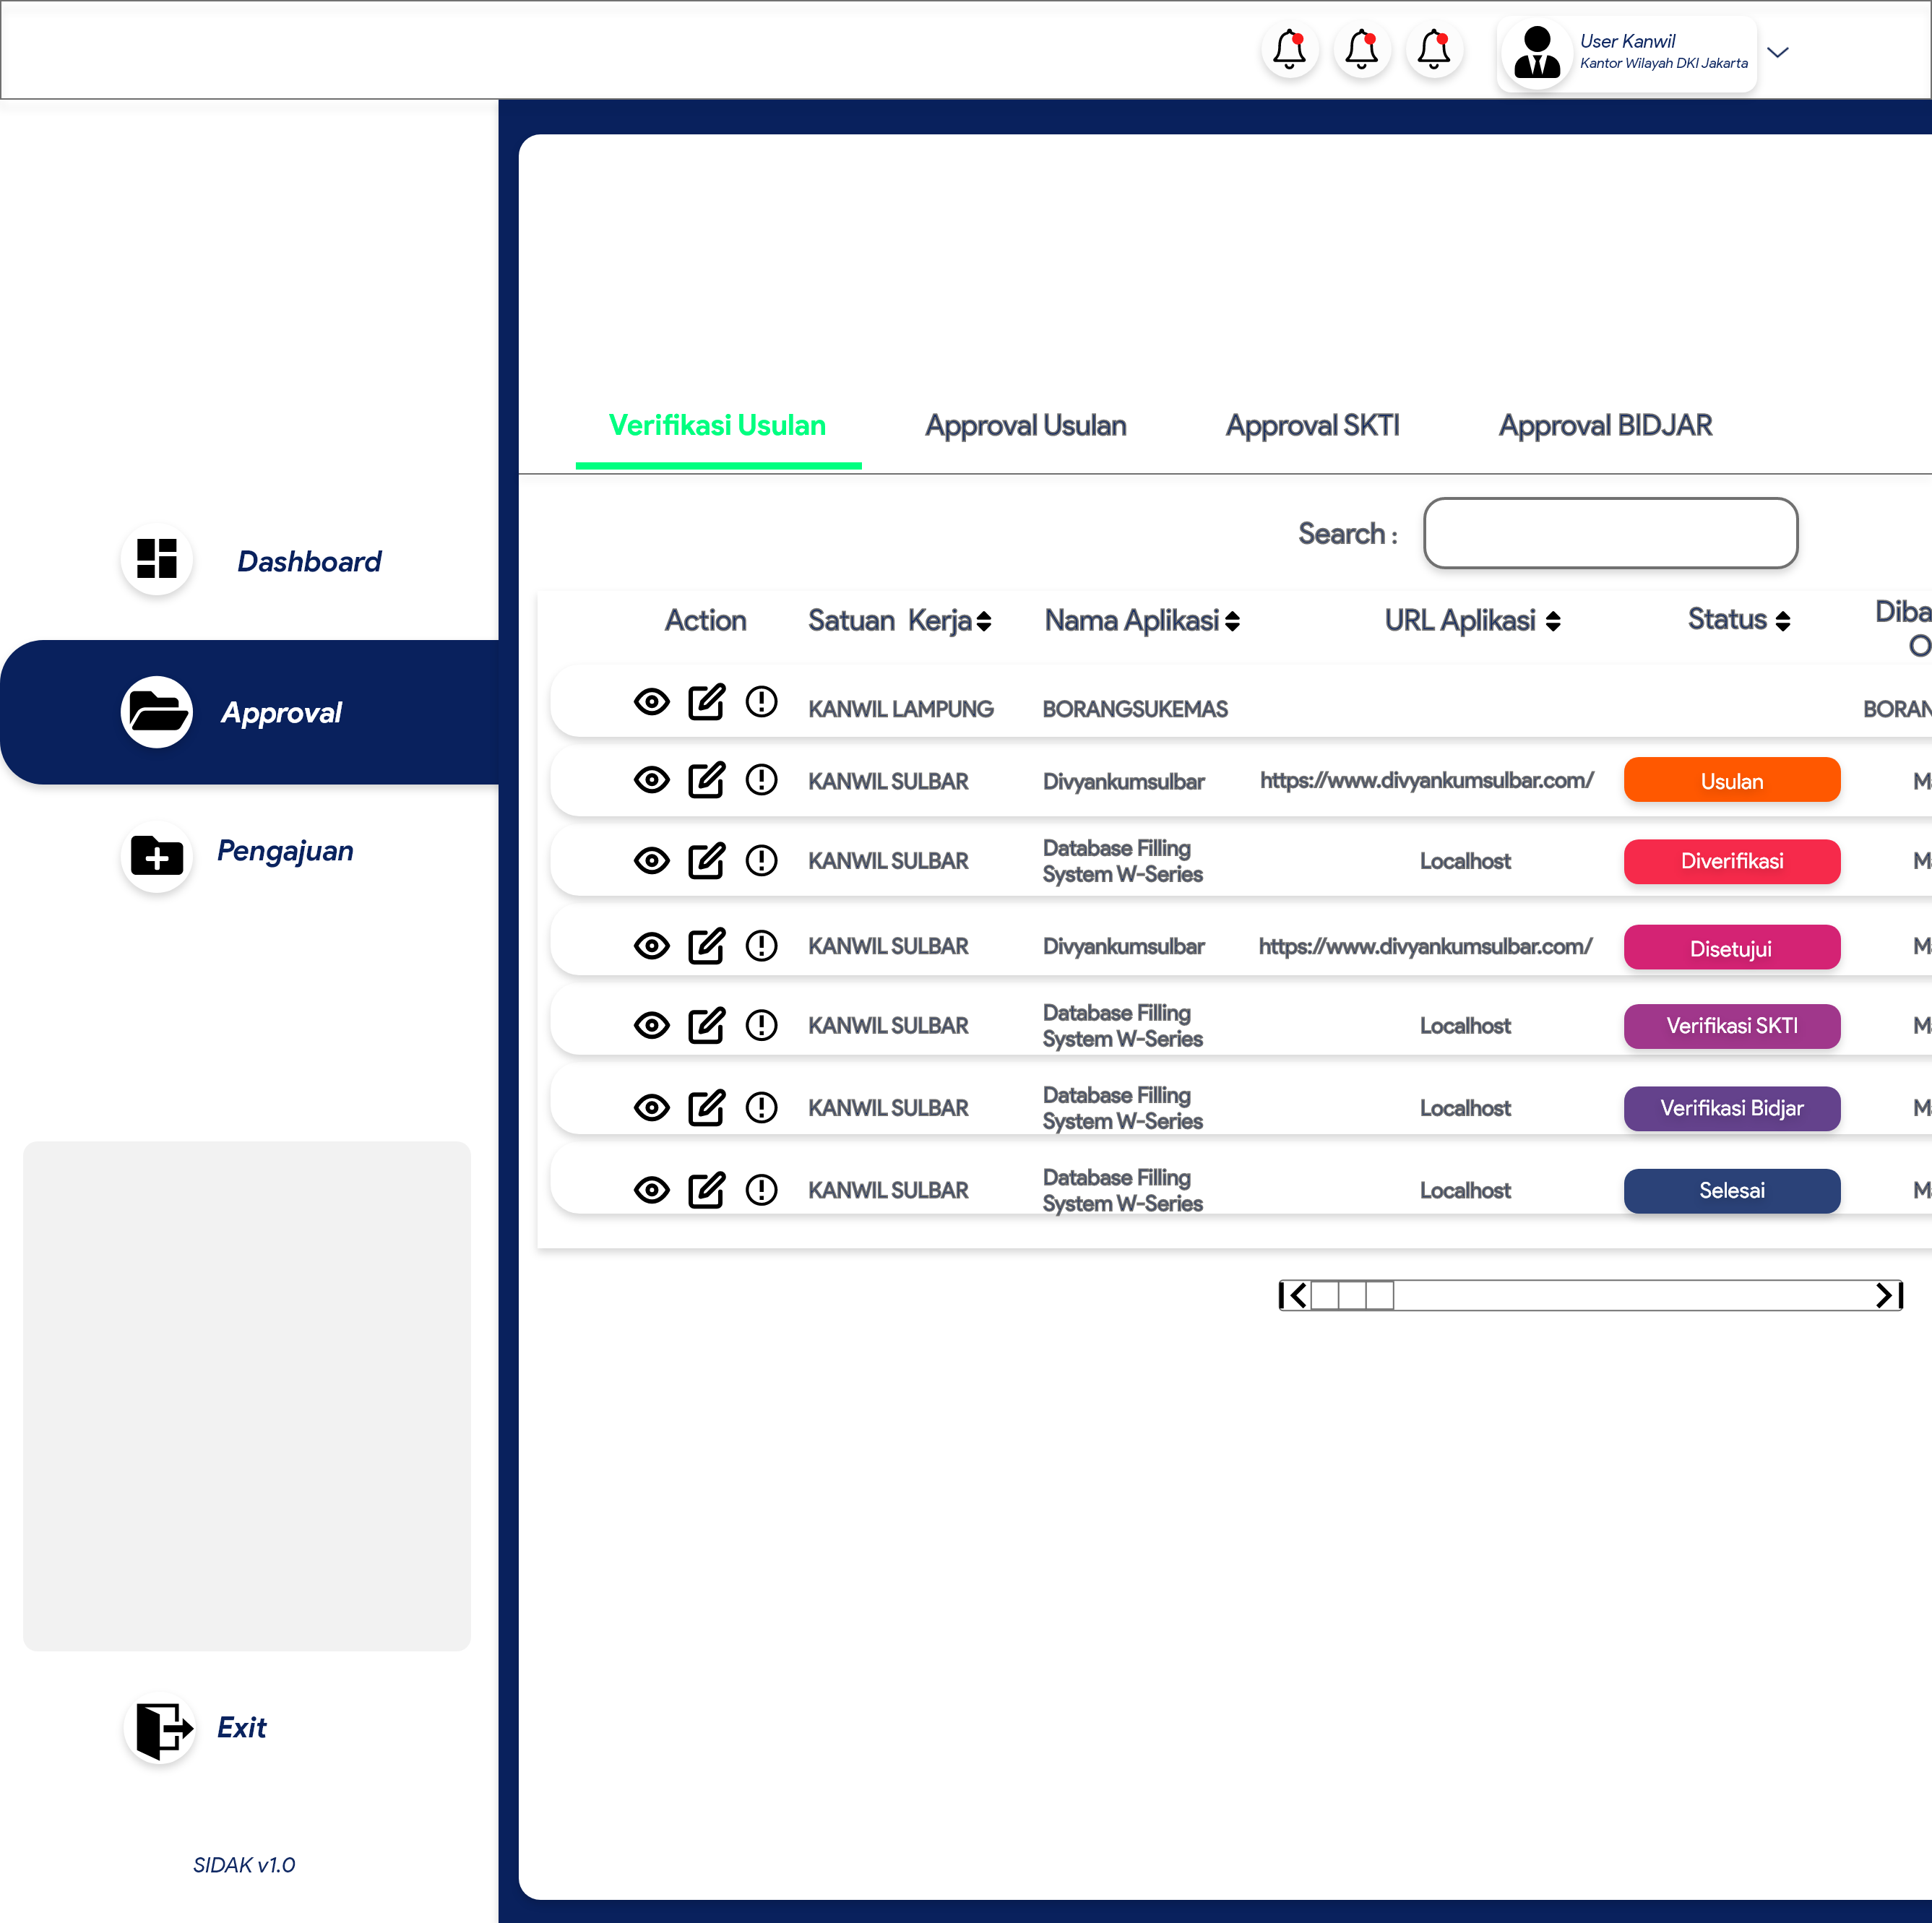 User Kanwil
Kantor Wilayah DKI Jakarta
Verifikasi Usulan
Approval Usulan
Approval SKTI
Approval BIDJAR
Search :
Dashboard
Approval
Pengajuan
Exit
SIDAK v1.0
Action
Satuan Kerja
Nama Aplikasi
URL Aplikasi
Status
KANWIL LAMPUNG
BORANGSUKEMAS
KANWIL SULBAR
Divyankumsulbar
https://www.divyankumsulbar.com/
Usulan
KANWIL SULBAR
Database Filling
System W-Series
Localhost
Diverifikasi
KANWIL SULBAR
Divyankumsulbar
https://www.divyankumsulbar.com/
Disetujui
KANWIL SULBAR
Database Filling
System W-Series
Localhost
Verifikasi SKTI
KANWIL SULBAR
Database Filling
System W-Series
Localhost
Verifikasi Bidjar
KANWIL SULBAR
Database Filling
System W-Series
Localhost
Selesai